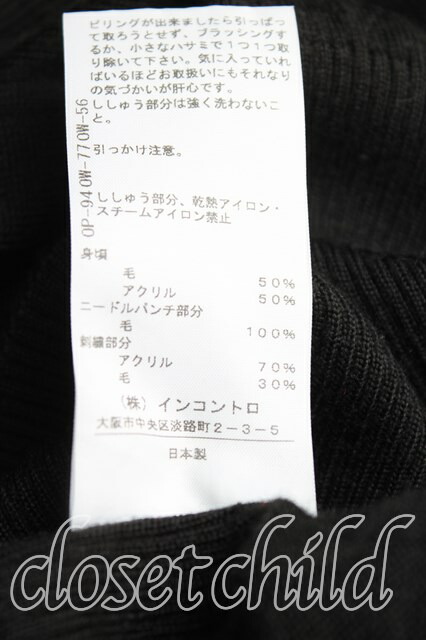 ピリングが出来ましたら引っぱっ
て取ろうとせず、ブラッシングす
るか、小さなハサミで1つ1つ取
り除いて下さい。気に入っていれ
ばいるほどお取扱いにもそれなり
の気づかいが肝心です。
ししゅう部分は強く洗わないこ
と。
引っかけ注意。
ししゅう部分、乾熱アイロン・
スチームアイロン禁止
身頃
毛 50%
アクリル 50%
ニードルパンチ部分
毛 100%
刺繍部分
アクリル 70%
毛 30%
(株) インコントロ
大阪市中央区淡路町2-3-5
日本製
OP-940W-770W-56
closet child